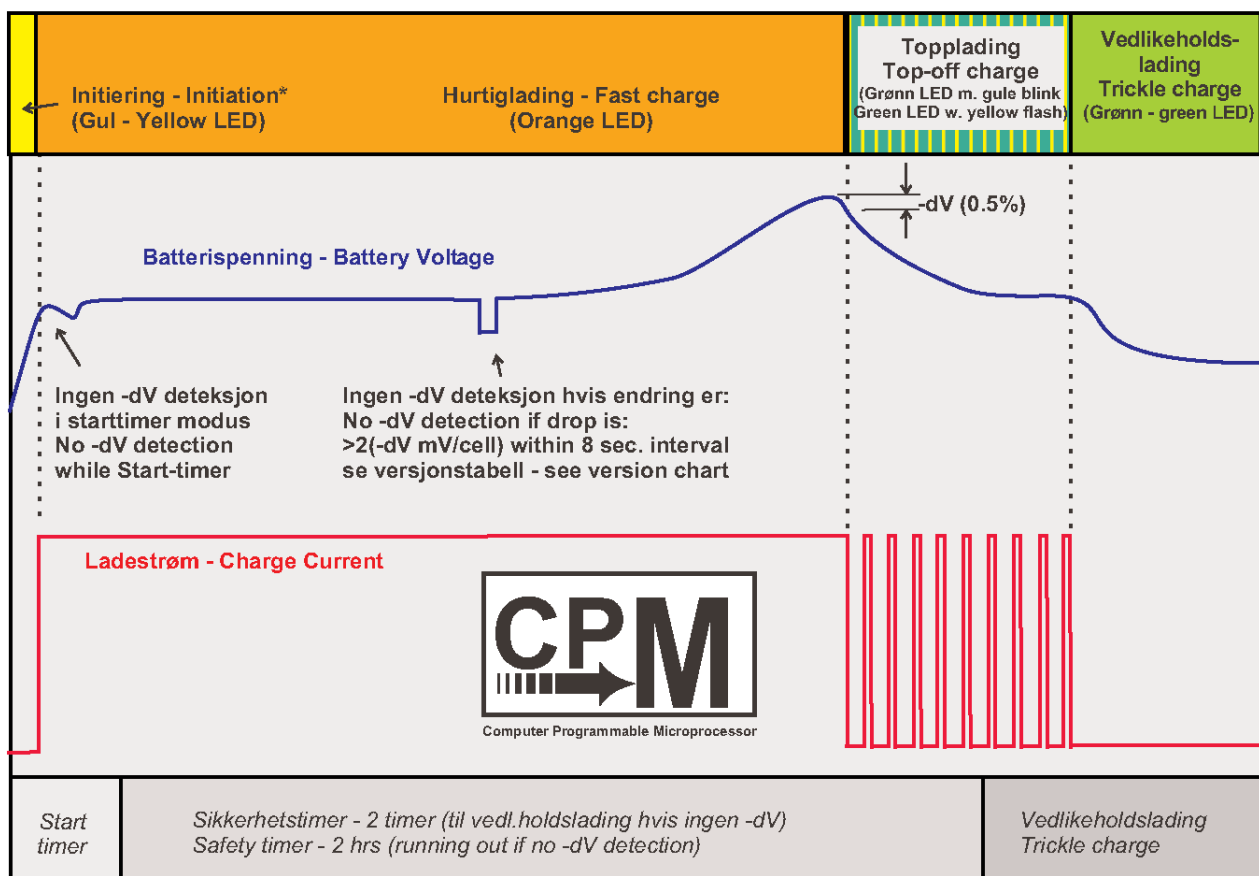 Initiering - Initiation*
(Gul - Yellow LED)
Hurtiglading - Fast charge
(Orange LED)
Topplading
Top-off charge
(Grønn LED m. gule blink
Green LED w. yellow flash)
Vedlikeholds-
lading
Trickle charge
(Grønn - green LED)
-dV (0.5%)
Batterispenning - Battery Voltage
Ingen -dV deteksjon
i starttimer modus
No -dV detection
while Start-timer
Ingen -dV deteksjon hvis endring er:
No -dV detection if drop is:
>2(-dV mV/cell) within 8 sec. interval
se versjonstabell - see version chart
Ladestrøm - Charge Current
CPM
Computer Programmable Microprocessor
Start
timer
Sikkerhetstimer - 2 timer (til vedl.holdslading hvis ingen -dV)
Safety timer - 2 hrs (running out if no -dV detection)
Vedlikeholdslading
Trickle charge